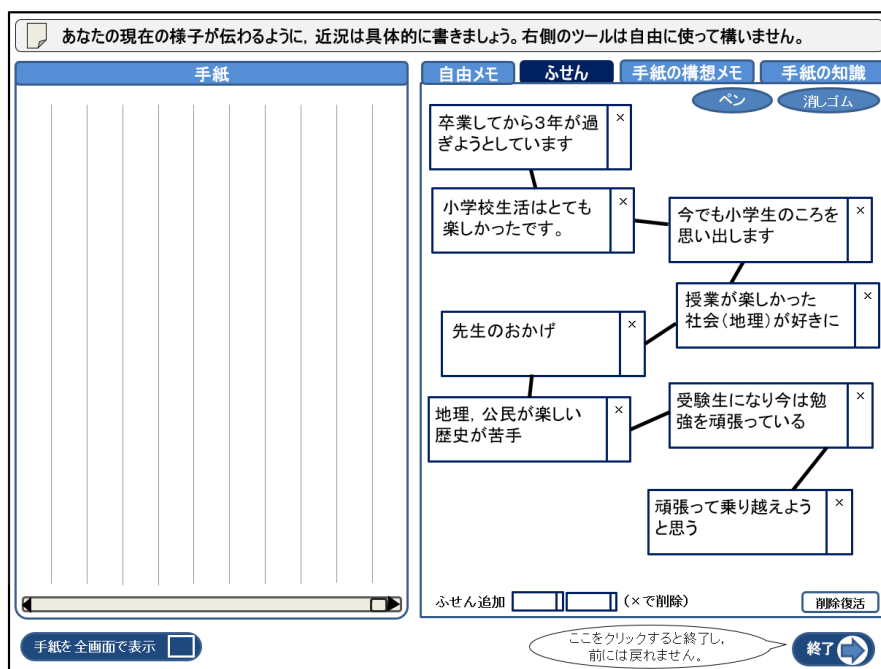 あなたの現在の様子が伝わるように，近況は具体的に書きましょう。右側のツールは自由に使って構いません。
手紙
自由メモ
ふせん
手紙の構想メモ
手紙の知識
ペン
消しゴム
卒業してから3年が過
ぎようとしています
×
小学校生活はとても
楽しかったです。
×
今でも小学生のころを
思い出します
×
授業が楽しかった
社会（地理）が好きに
×
先生のおかげ
×
地理，公民が楽しい
歴史が苦手
×
受験生になり今は勉
強を頑張っている
×
頑張って乗り越えよう
と思う
×
ふせん追加
（×で削除）
削除復活
手紙を全画面で表示
ここをクリックすると終了し，
前には戻れません。
終了